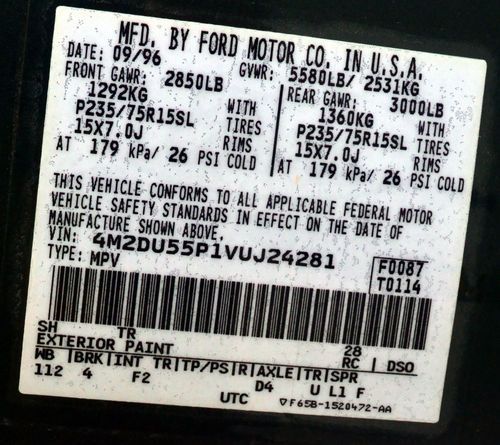 MFD. BY FORD MOTOR CO. IN U.S.A.
DATE: 09/96 GVWR: 5580LB/ 2531KG
FRONT GAWR: 2850LB REAR GAWR: 3000LB
1292KG WITH 1360KG WITH
P235/75R15SL TIRES P235/75R15SL TIRES
15X7.0J RIMS 15X7.0J RIMS
AT 179 kPa/ 26 PSI COLD AT 179 kPa/ 26 PSI COLD
THIS VEHICLE CONFORMS TO ALL APPLICABLE FEDERAL MOTOR
VEHICLE SAFETY STANDARDS IN EFFECT ON THE DATE OF
MANUFACTURE SHOWN ABOVE.
VIN: 4M2DU55P1VUJ24281 F0087
TYPE: MPV T0114
SH TR 28
EXTERIOR PAINT RC DSO
WB |BRK|INT TR|TP/PS|R|AXLE|TR|SPR
112 4 F2 D4 U L1 F
UTC ▽F65B-1520472-AA